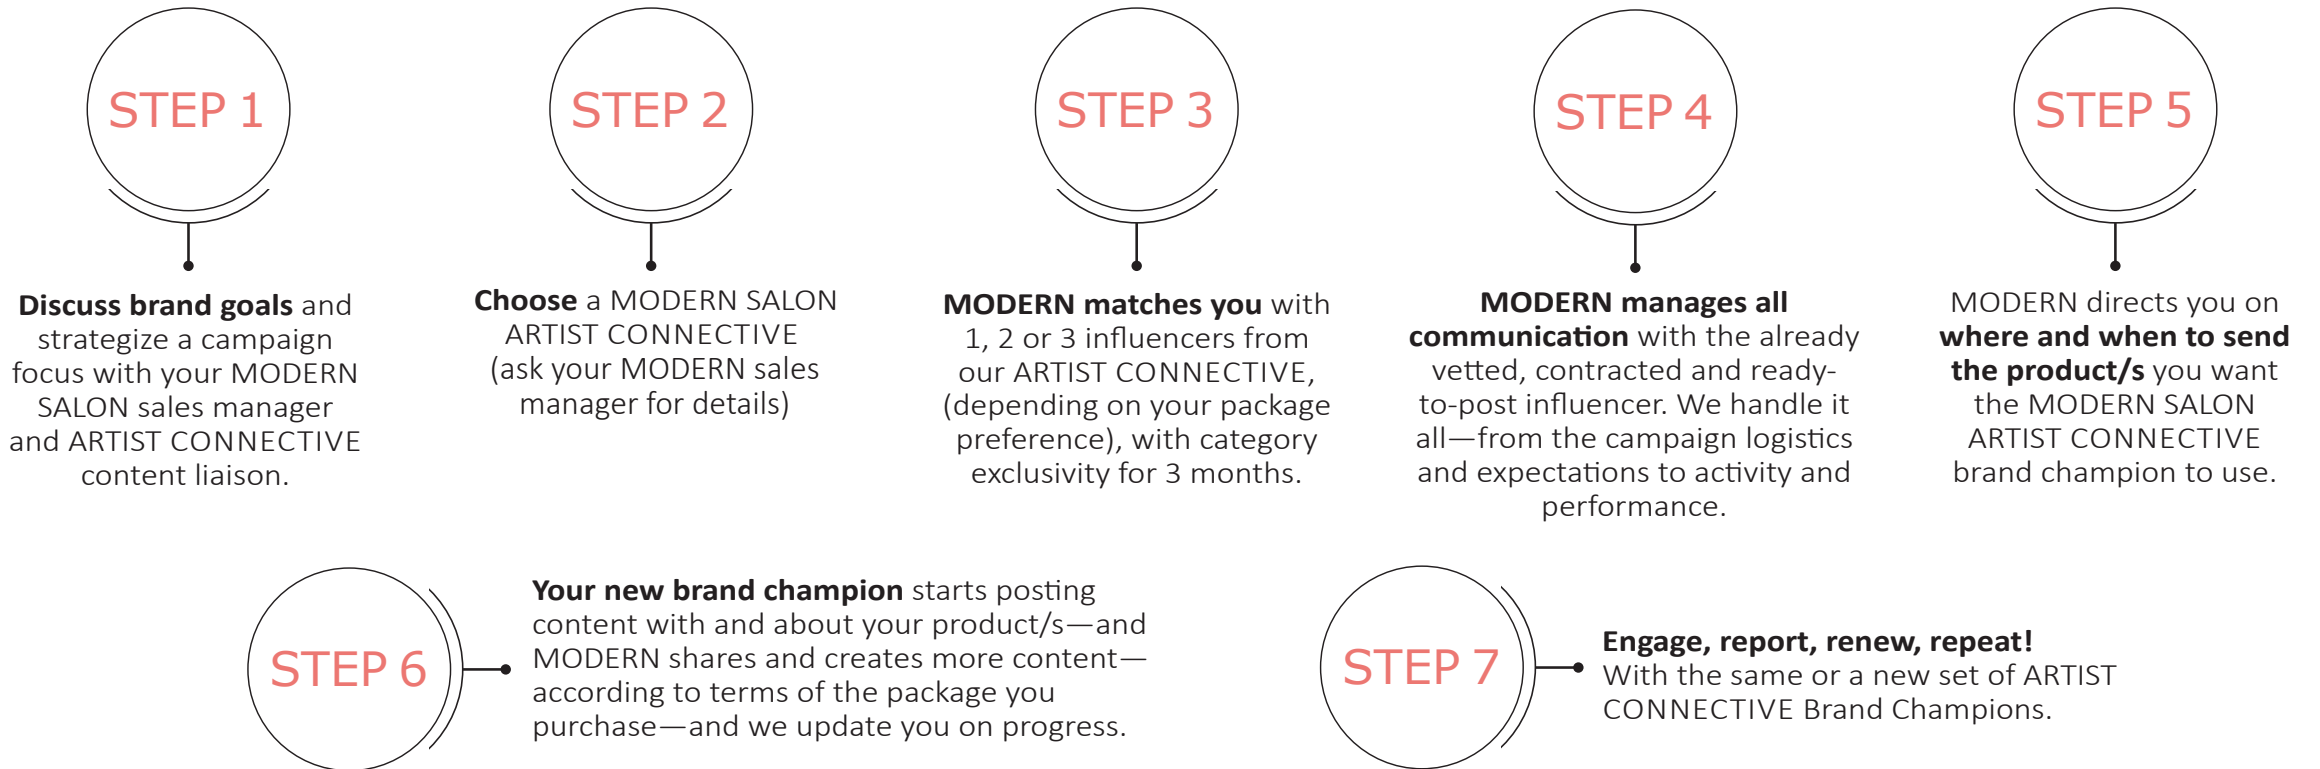 STEP 1
Discuss brand goals and
strategize a campaign
focus with your MODERN
SALON sales manager
and ARTIST CONNECTIVE
content liaison.
STEP 2
Choose a MODERN SALON
ARTIST CONNECTIVE
(ask your MODERN sales
manager for details)
STEP 3
MODERN matches you with
1, 2 or 3 influencers from
our ARTIST CONNECTIVE,
(depending on your package
preference), with category
exclusivity for 3 months.
STEP 4
MODERN manages all
communication with the already
vetted, contracted and ready-
to-post influencer. We handle it
all—from the campaign logistics
and expectations to activity and
performance.
STEP 5
MODERN directs you on
where and when to send
the product/s you want
the MODERN SALON
ARTIST CONNECTIVE
brand champion to use.
STEP 6
Your new brand champion starts posting
content with and about your product/s—and
MODERN shares and creates more content—
according to terms of the package you
purchase—and we update you on progress.
STEP 7
Engage, report, renew, repeat!
With the same or a new set of ARTIST
CONNECTIVE Brand Champions.